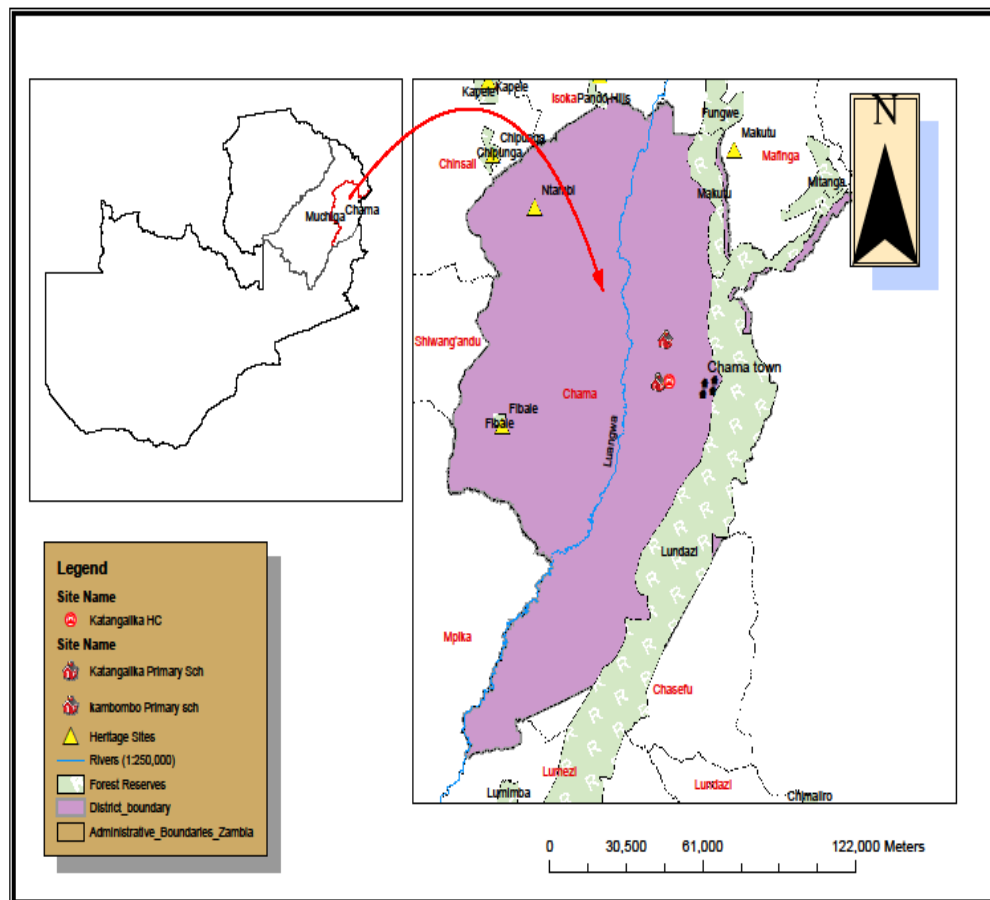 Muchiga
Chama
Kapele
Kapele
Isoka
Pando Hills
Fungwe
Chipunga
Chinsali
Chipunga
Makutu
Mafinga
Ntambi
Makutu
Mitanga
N
Shiwang'andu
Chama town
Chama
Fibale
Fibale
Luangwa
Lundazi
Mpika
Chasefu
Lumezi
Lundazi
Lumimba
Chimaliro
Legend
Site Name
Katangalika HC
Site Name
Katangalika Primary Sch
kambombo Primary sch
Heritage Sites
Rivers (1:250,000)
Forest Reserves
District_boundary
Administrative_Boundaries_Zambia
0 30,500 61,000 122,000 Meters